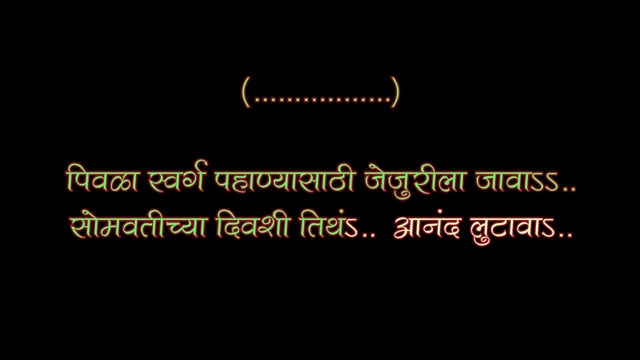 (.................)
पिवळा स्वर्ग पहाण्यासाठी जेजुरीला जावाऽऽ..
सोमवतीच्या दिवशी तिथंऽ.. आनंद लुटावाऽ..